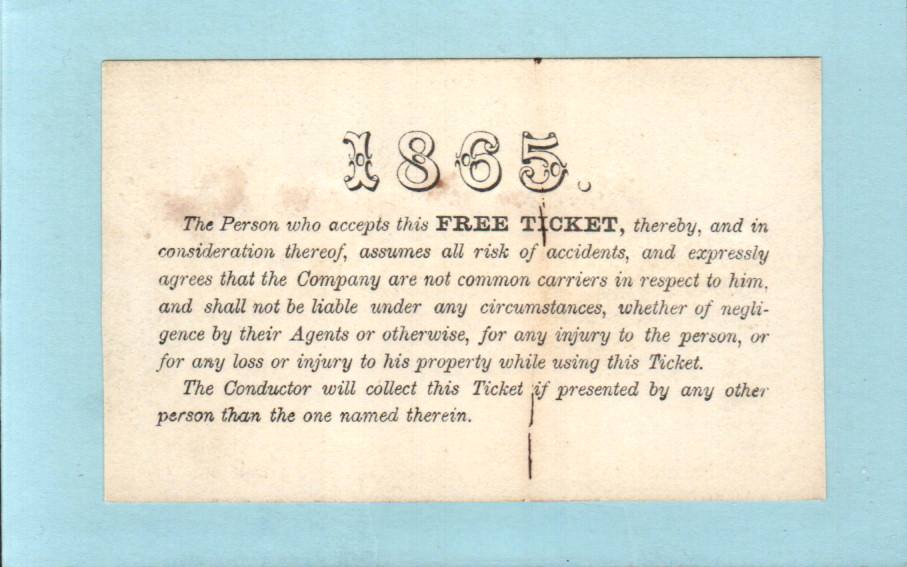 1865.
The Person who accepts this FREE TICKET, thereby, and in
consideration thereof, assumes all risk of accidents, and expressly
agrees that the Company are not common carriers in respect to him,
and shall not be liable under any circumstances, whether of negli-
gence by their Agents or otherwise, for any injury to the person, or
for any loss or injury to his property while using this Ticket.
The Conductor will collect this Ticket if presented by any other
person than the one named therein.